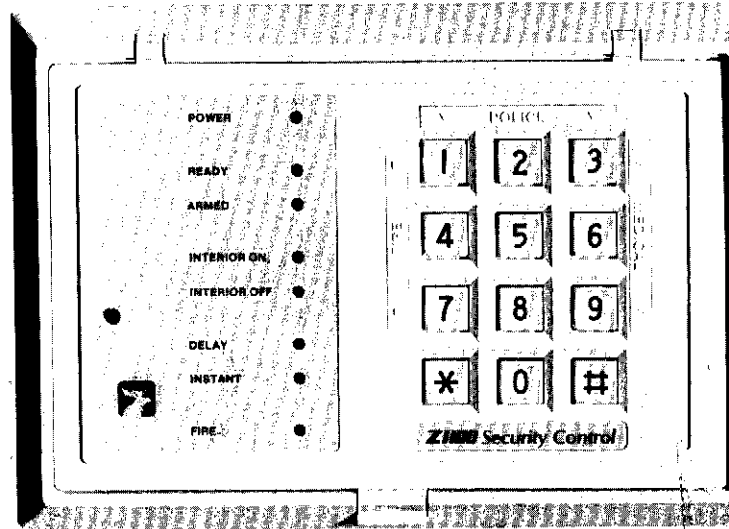 POWER
READY
ARMED
INTERIOR ON
INTERIOR OFF
DELAY
INSTANT
FIRE
POLICE
1 2 3
4 5 6
7 8 9
* 0 #
Z1100 Security Control